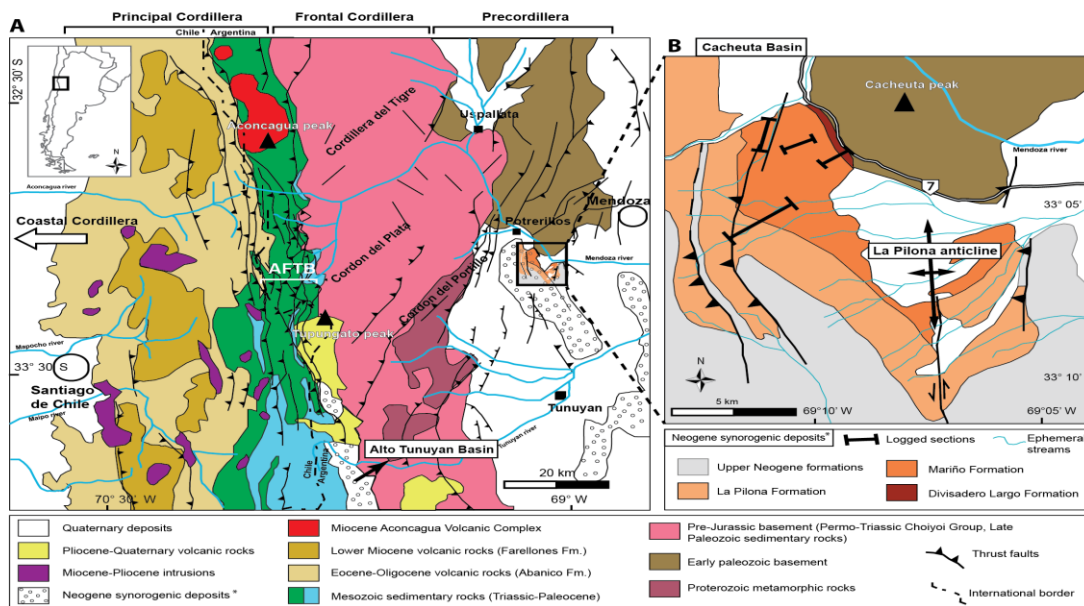 A
Principal Cordillera
Frontal Cordillera
Precordillera
Chile
Argentina
32° 30' S
N
Aconcagua peak
Cordillera del Tigre
Uspallata
Aconcagua river
Coastal Cordillera
Mendoza
Potrerillos
Mendoza river
AFTB
Cordon del Plata
Cordon del Portillo
Tupungato peak
Mapocho river
33° 30' S
Santiago
de Chile
Maipo river
Tunuyan
Tunuyan river
Alto Tunuyan Basin
Chile
Argentina
20 km
70° 30' W
69° W
B
Cacheuta Basin
Cacheuta peak
Mendoza river
7
33° 05'
La Pilona anticline
N
33° 10'
5 km
69° 10' W
69° 05' W
Neogene synorogenic deposits*
Logged sections
Ephemeral
streams
Upper Neogene formations
Mariño Formation
La Pilona Formation
Divisadero Largo Formation
Quaternary deposits
Miocene Aconcagua Volcanic Complex
Pre-Jurassic basement (Permo-Triassic Choiyoi Group, Late
Paleozoic sedimentary rocks)
Pliocene-Quaternary volcanic rocks
Lower Miocene volcanic rocks (Farellones Fm.)
Early paleozoic basement
Thrust faults
Miocene-Pliocene intrusions
Eocene-Oligocene volcanic rocks (Abanico Fm.)
Proterozoic metamorphic rocks
International border
Neogene synorogenic deposits *
Mesozoic sedimentary rocks (Triassic-Paleocene)